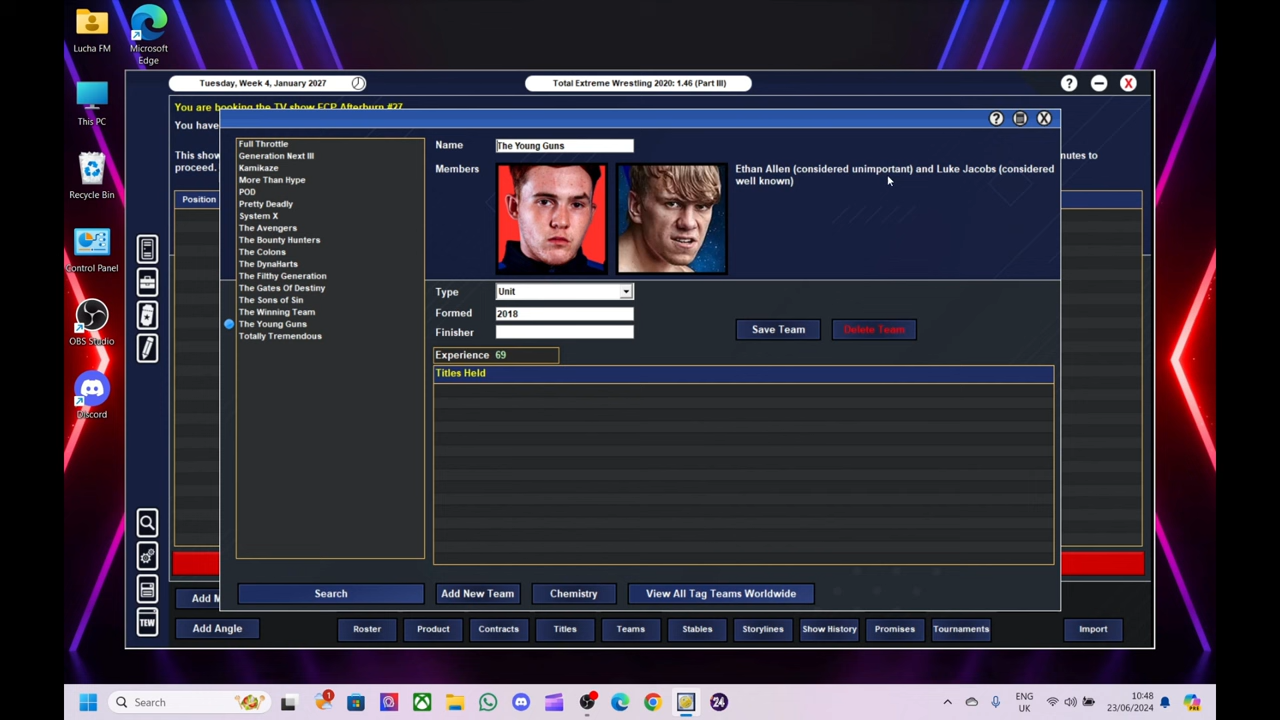 Lucha FM
Microsoft
Edge
This PC
Recycle Bin
Control Panel
OBS Studio
Discord
Tuesday, Week 4, January 2027
Total Extreme Wrestling 2020: 1.46 (Part III)
?
X
You are booking the TV show ECP Afterburn #27
You have
This show
nutes to
proceed.
Position
?
X
Full Throttle
Generation Next III
Kamikaze
More Than Hype
POD
Pretty Deadly
System X
The Avengers
The Bounty Hunters
The Colons
The DynaHarts
The Filthy Generation
The Gates Of Destiny
The Sons of Sin
The Winning Team
The Young Guns
Totally Tremendous
Name
The Young Guns
Members
Ethan Allen (considered unimportant) and Luke Jacobs (considered
well known)
Type
Unit
Formed
2018
Finisher
Save Team
Delete Team
Experience 69
Titles Held
Search
Add New Team
Chemistry
View All Tag Teams Worldwide
Add M
TEW
Add Angle
Roster
Product
Contracts
Titles
Teams
Stables
Storylines
Show History
Promises
Tournaments
Import
Search
1
24
ENG
UK
10:48
23/06/2024
PRE